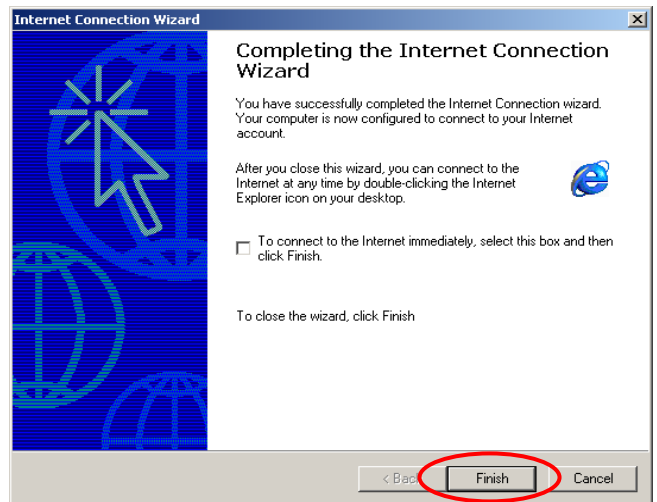 Internet Connection Wizard
Completing the Internet Connection
Wizard
You have successfully completed the Internet Connection wizard.
Your computer is now configured to connect to your Internet
account.
After you close this wizard, you can connect to the
Internet at any time by double-clicking the Internet
Explorer icon on your desktop.
To connect to the Internet immediately, select this box and then
click Finish.
To close the wizard, click Finish
< Back Finish Cancel